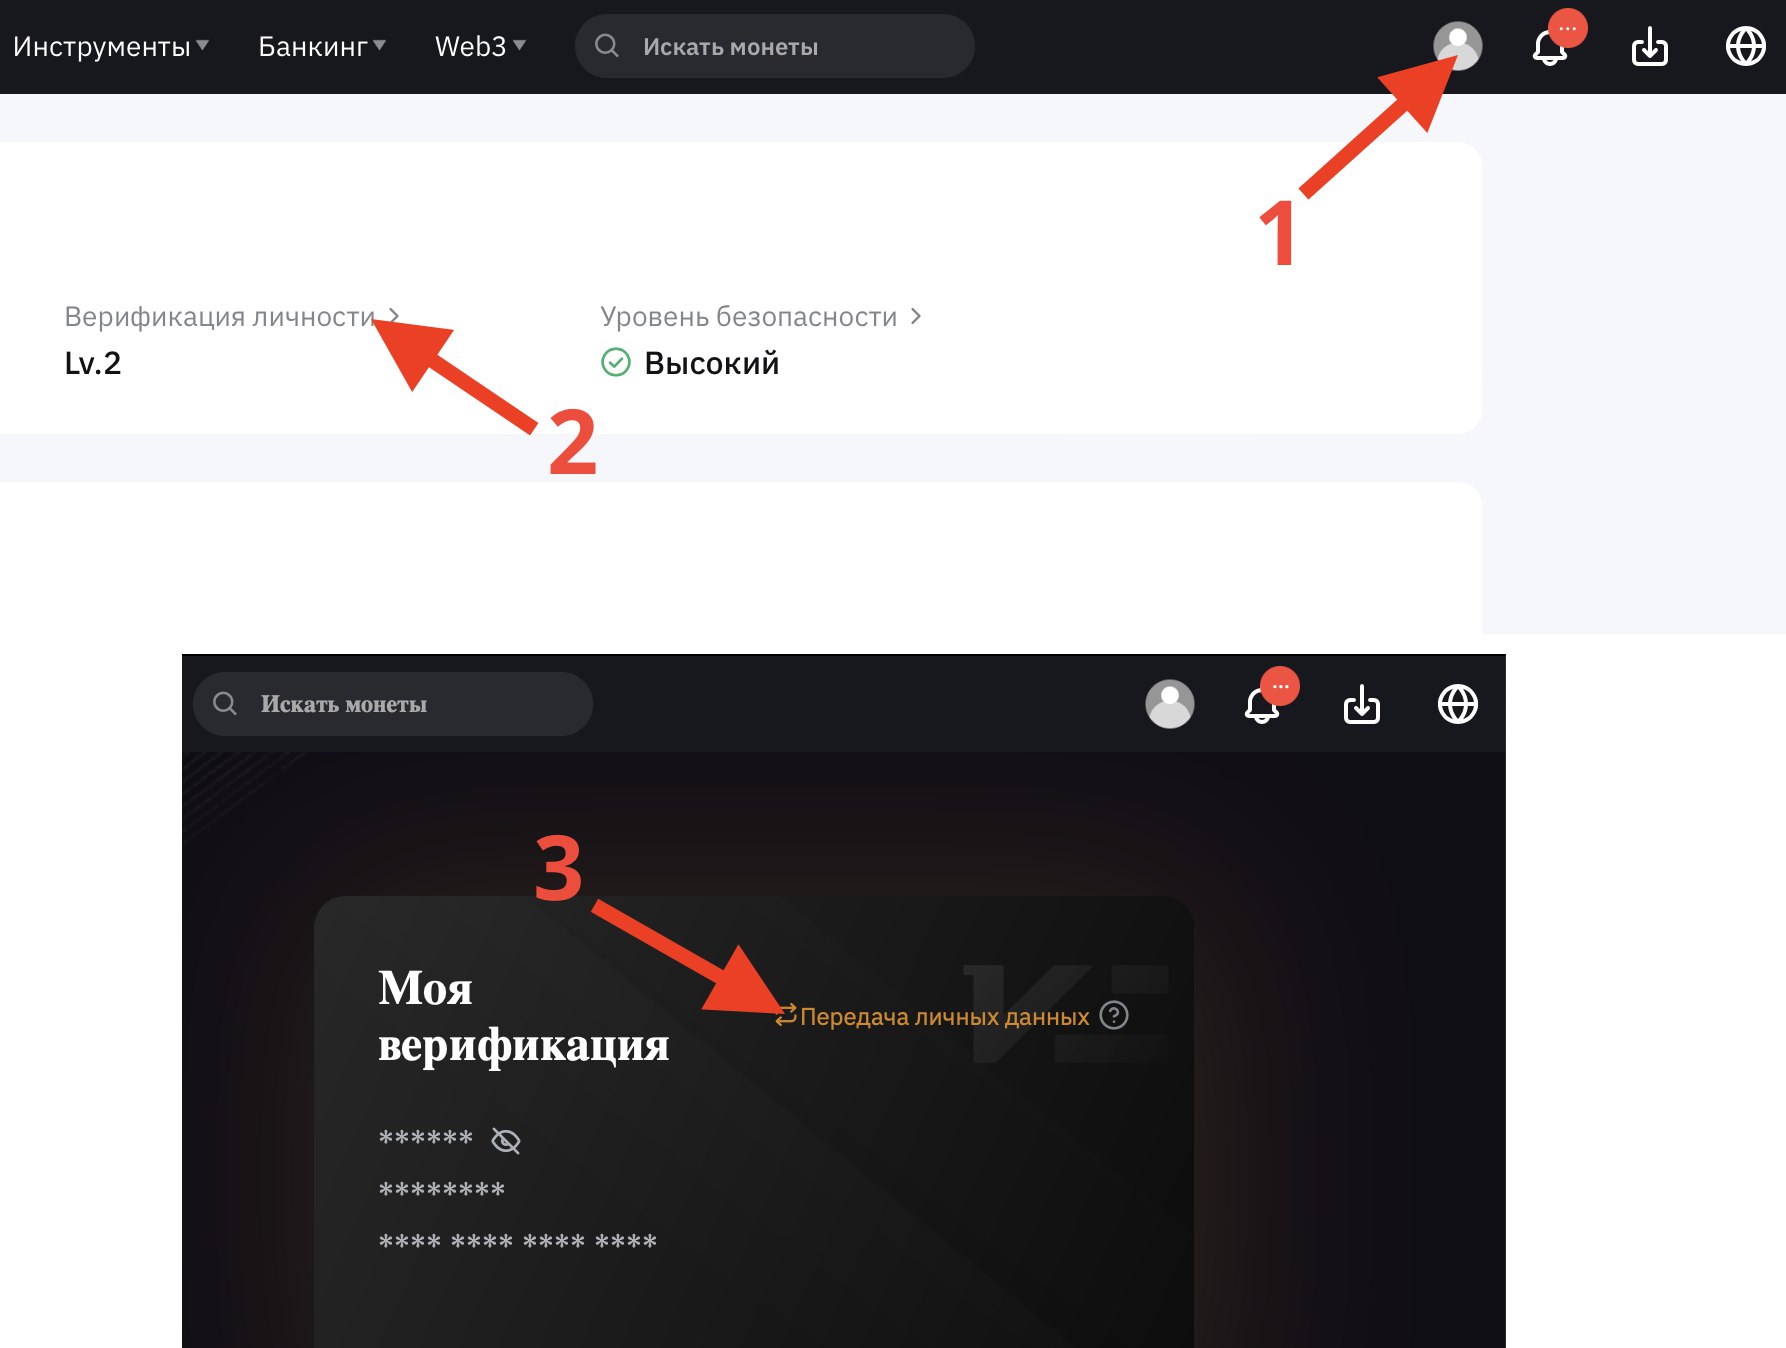 Инструменты Банкинг Web3 Искать монеты
1
Верификация личности Уровень безопасности
Lv.2 Высокий
2
Искать монеты
3
Моя
верификация
Передача личных данных
******
********
**** **** **** ****